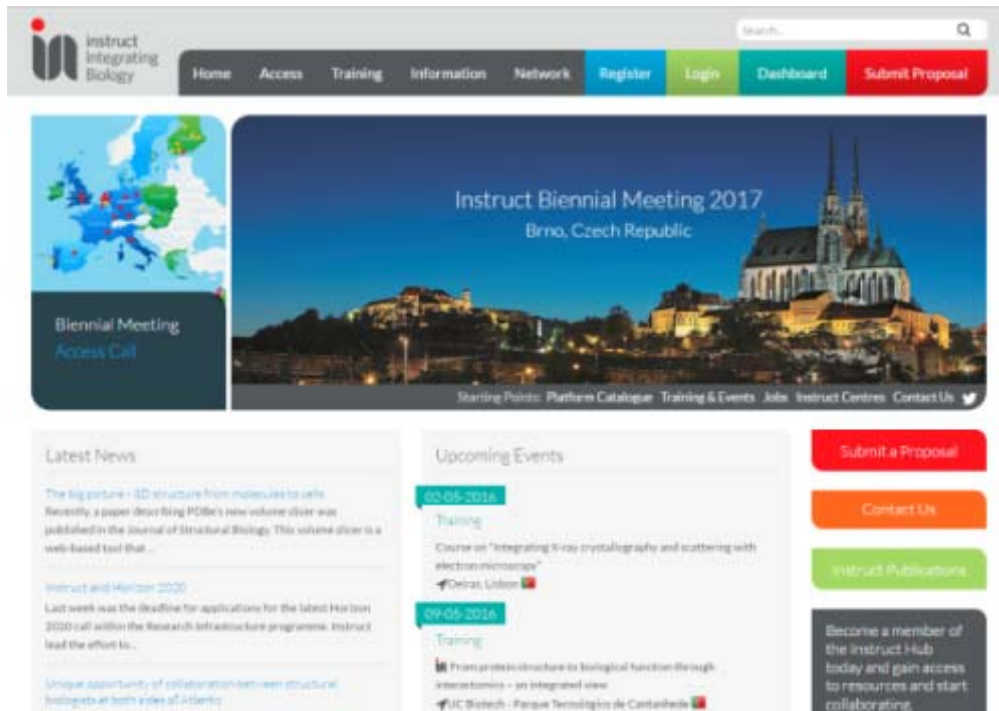 instruct
Integrating
Biology
Search...
Home Access Training Information Network Register Login Dashboard Submit Proposal
Instruct Biennial Meeting 2017
Brno, Czech Republic
Biennial Meeting
Access Call
Starting Points: Platform Catalogue Training & Events Jobs Instruct Centres Contact Us
Latest News
The big picture - 3D structure from molecules to cells
Recently, a paper describing PDBe's new volume slicer was
published in the Journal of Structural Biology. This volume slicer is a
web-based tool that...
Instruct and Horizon 2020
Last week was the deadline for applications for the latest Horizon
2020 call within the Research Infrastructure programme. Instruct
lead the effort to...
Unique opportunity of collaboration between structural
biologists at both sides of Atlantic
Upcoming Events
02-05-2016
Training
Course on "Integrating X-ray crystallography and scattering with
electron microscopy"
Oeiras, Lisbon
09-05-2016
Training
in From protein structure to biological function through
interactomics – an integrated view
UC Biotech - Parque Tecnológico de Cantanhede
Submit a Proposal
Contact Us
Instruct Publications
Become a member of
the Instruct Hub
today and gain access
to resources and start
collaborating.